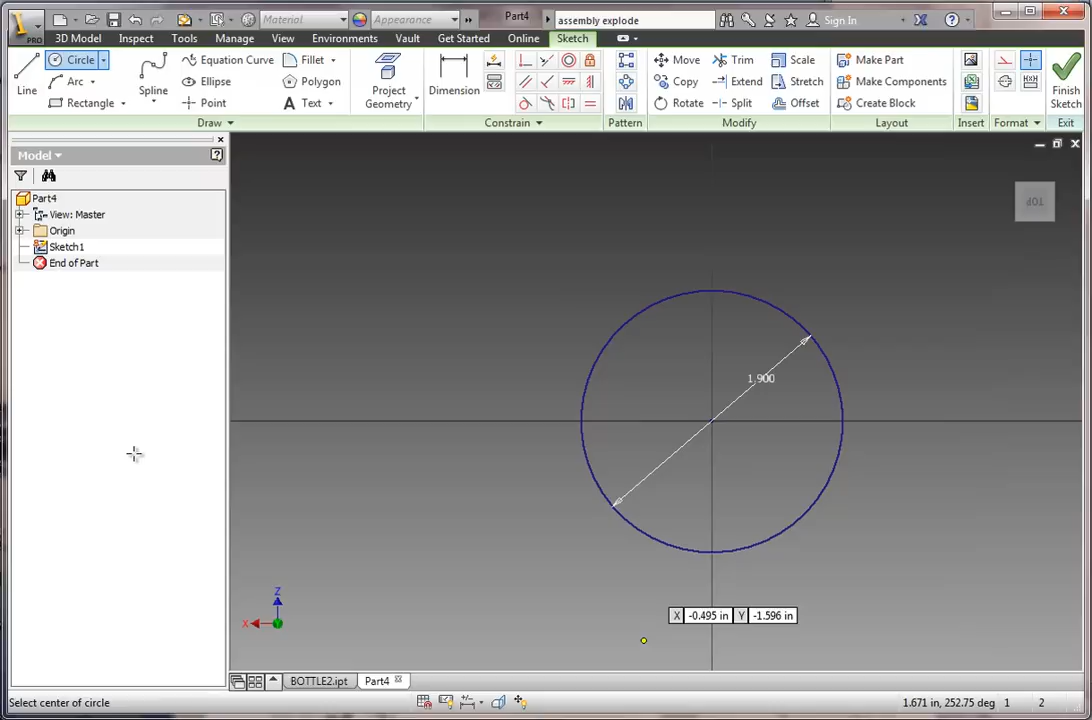 PRO
Material
Appearance
Part4
assembly explode
Sign In
3D Model
Inspect
Tools
Manage
View
Environments
Vault
Get Started
Online
Sketch
Line
Circle
Arc
Rectangle
Spline
Equation Curve
Ellipse
Point
Fillet
Polygon
Text
Project Geometry
Dimension
Move
Copy
Rotate
Trim
Extend
Split
Scale
Stretch
Offset
Make Part
Make Components
Create Block
Finish Sketch
Draw
Constrain
Pattern
Modify
Layout
Insert
Format
Exit
Model
Part4
View: Master
Origin
Sketch1
End of Part
TOP
1.900
Z
X
X -0.495 in Y -1.596 in
BOTTLE2.ipt
Part4
Select center of circle
1.671 in, 252.75 deg 1 2